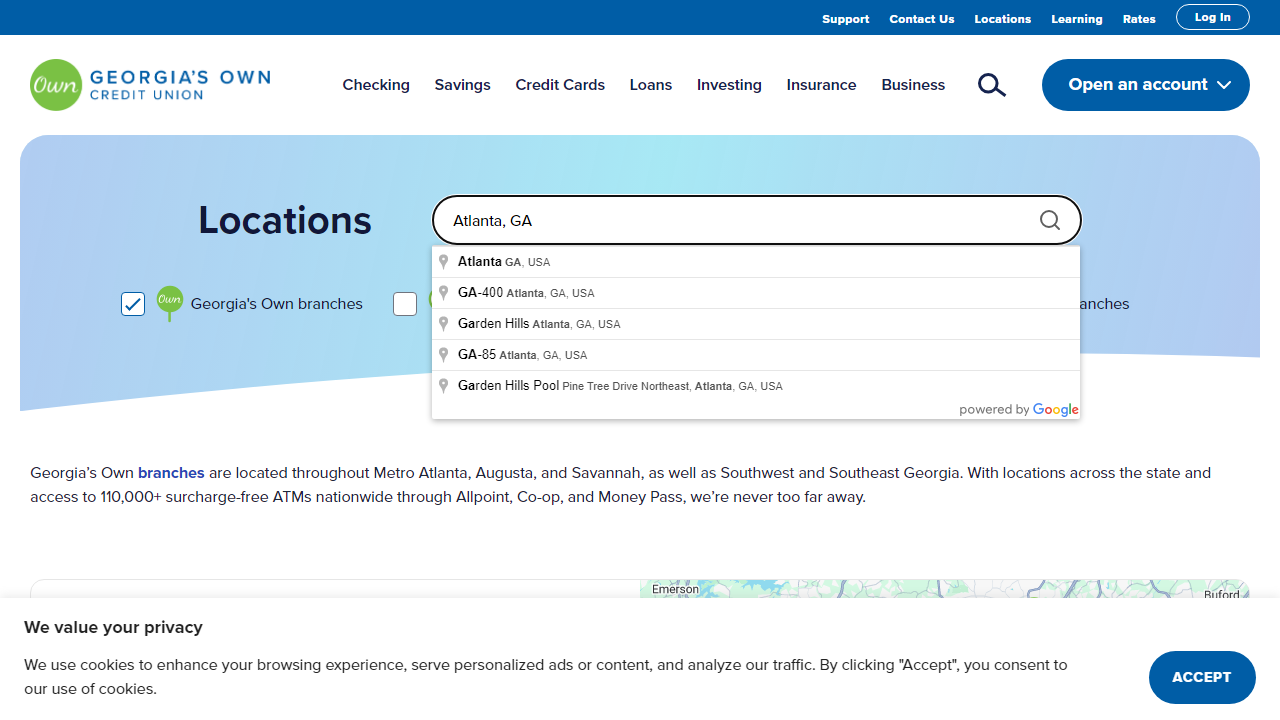 Support Contact Us Locations Learning Rates Log In
Own GEORGIA'S OWN
CREDIT UNION
Checking Savings Credit Cards Loans Investing Insurance Business Open an account
Locations
Atlanta, GA
Atlanta GA, USA
GA-400 Atlanta, GA, USA
Garden Hills Atlanta, GA, USA
GA-85 Atlanta, GA, USA
Garden Hills Pool Pine Tree Drive Northeast, Atlanta, GA, USA
powered by Google
Own Georgia's Own branches
Georgia’s Own branches are located throughout Metro Atlanta, Augusta, and Savannah, as well as Southwest and Southeast Georgia. With locations across the state and
access to 110,000+ surcharge-free ATMs nationwide through Allpoint, Co-op, and Money Pass, we’re never too far away.
Emerson
Buford
We value your privacy
We use cookies to enhance your browsing experience, serve personalized ads or content, and analyze our traffic. By clicking "Accept", you consent to
our use of cookies.
ACCEPT